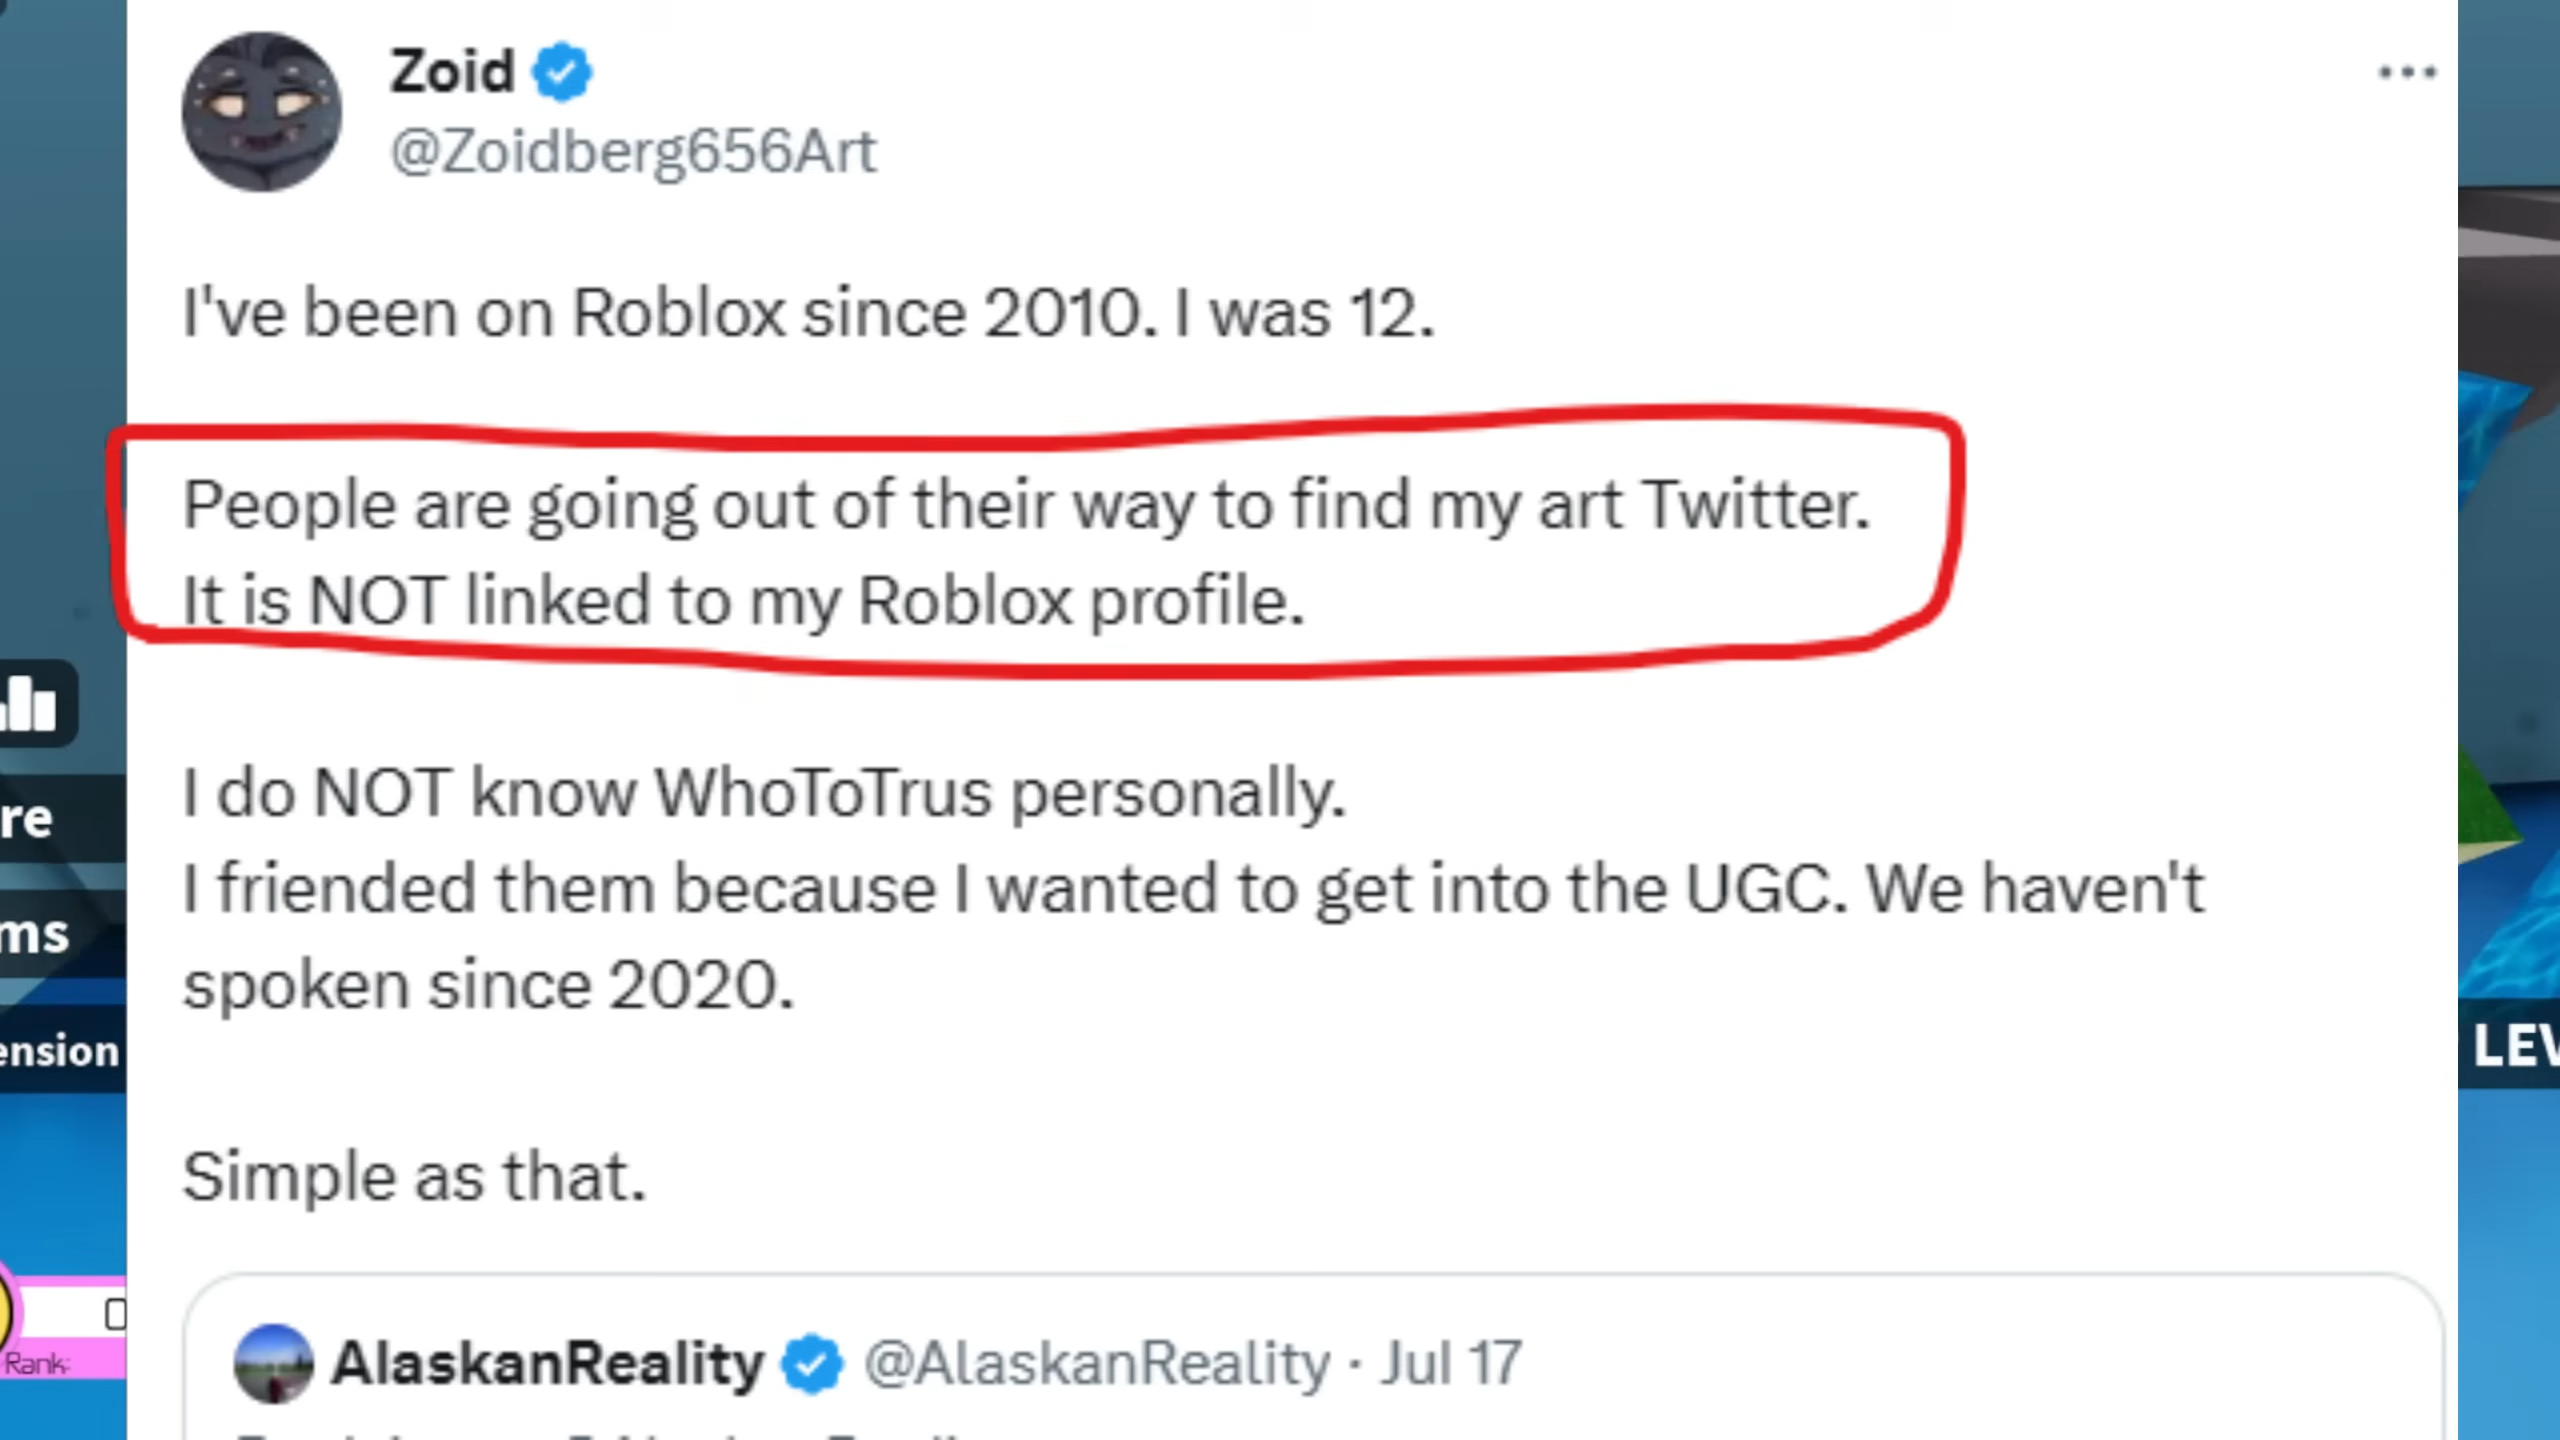 Zoid
@Zoidberg656Art
I've been on Roblox since 2010. I was 12.
People are going out of their way to find my art Twitter.
It is NOT linked to my Roblox profile.
I do NOT know WhoToTrus personally.
I friended them because I wanted to get into the UGC. We haven't
spoken since 2020.
Simple as that.
AlaskanReality @AlaskanReality · Jul 17
re
ms
ension
Rank:
LEV